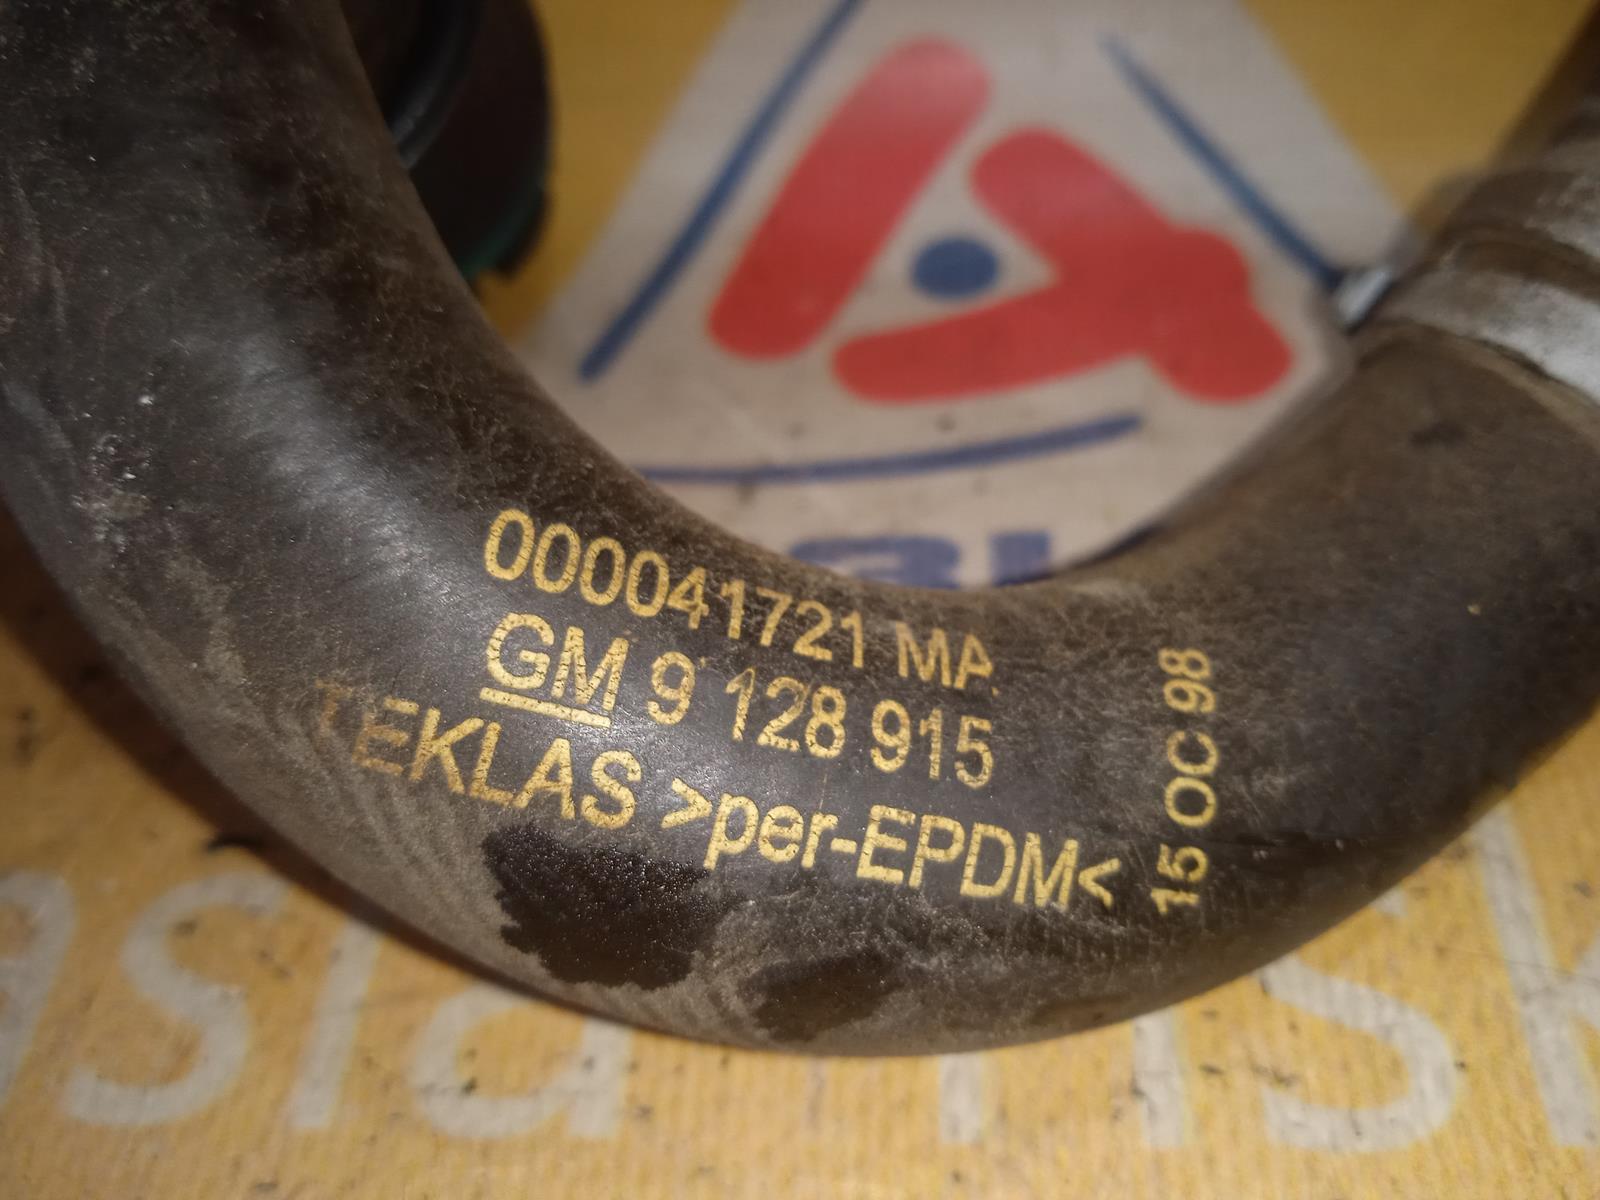 000041721 MA
GM 9 128 915
TEKLAS >per-EPDM<
15 OC 98